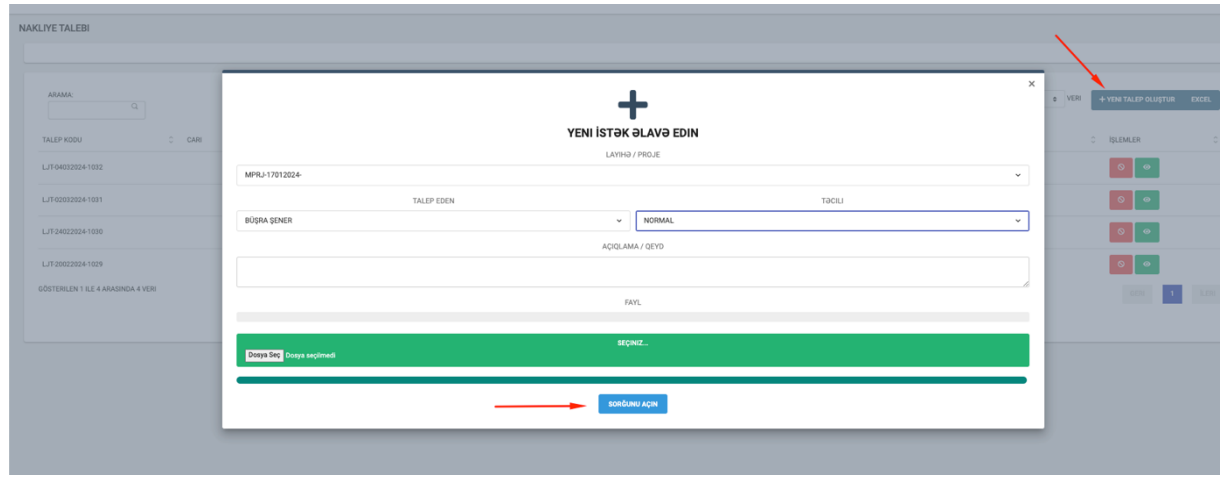 NAKLIYE TALEBI
ARAMA:
VERI
+ YENI TALEP OLUŞTUR EXCEL
TALEP KODU CARI İŞLEMLER
LJT-04032024-1032
LJT-02032024-1031
LJT-24022024-1030
LJT-20022024-1029
GÖSTERILEN 1 ILE 4 ARASINDA 4 VERI
1
×
YENİ İSTƏK ƏLAVƏ EDIN
LAYIHƏ / PROJE
MPRJ-17012024-
TALEP EDEN TƏCILI
BÜŞRA ŞENER NORMAL
AÇIQLAMA / QEYD
FAYL
SEÇINIZ...
Dosya Seç Dosya seçilmedi
SORĞUNU AÇIN